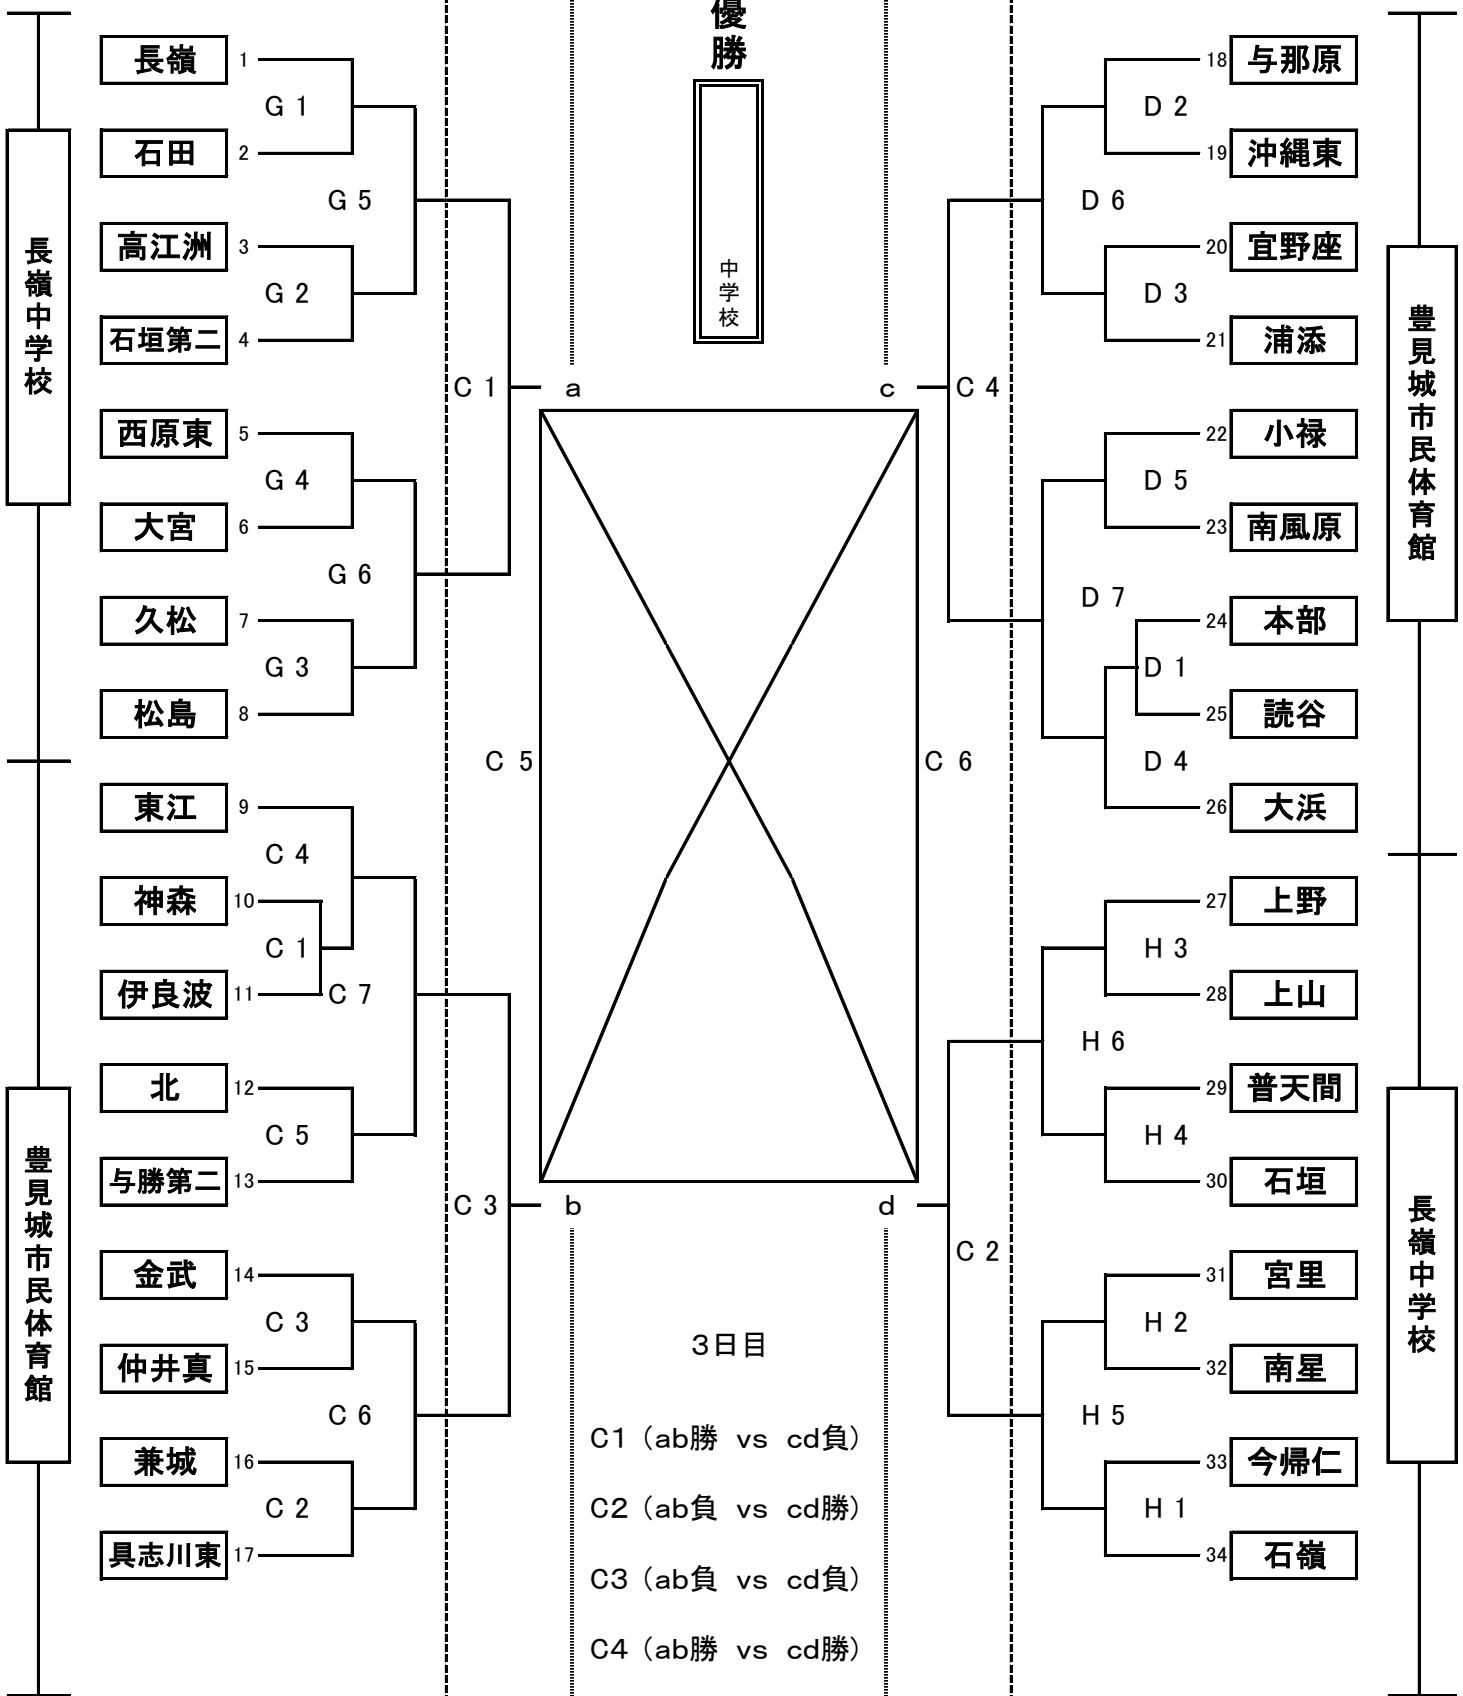 優勝
中学校
長嶺中学校
長嶺 1
G 1
石田 2
G 5
高江洲 3
G 2
石垣第二 4
C 1
西原東 5
G 4
大宮 6
G 6
久松 7
G 3
松島 8
豊見城市民体育館
東江 9
C 4
神森 10
C 1
伊良波 11
C 7
北 12
C 5
与勝第二 13
C 3
金武 14
C 3
仲井真 15
C 6
兼城 16
C 2
具志川東 17
a
c
C 5
C 6
b
d
3日目
C1（ab勝 vs cd負）
C2（ab負 vs cd勝）
C3（ab負 vs cd負）
C4（ab勝 vs cd勝）
豊見城市民体育館
18 与那原
D 2
19 沖縄東
D 6
20 宜野座
D 3
21 浦添
C 4
22 小禄
D 5
23 南風原
D 7
24 本部
D 1
25 読谷
D 4
26 大浜
長嶺中学校
27 上野
H 3
28 上山
H 6
29 普天間
H 4
30 石垣
C 2
31 宮里
H 2
32 南星
H 5
33 今帰仁
H 1
34 石嶺